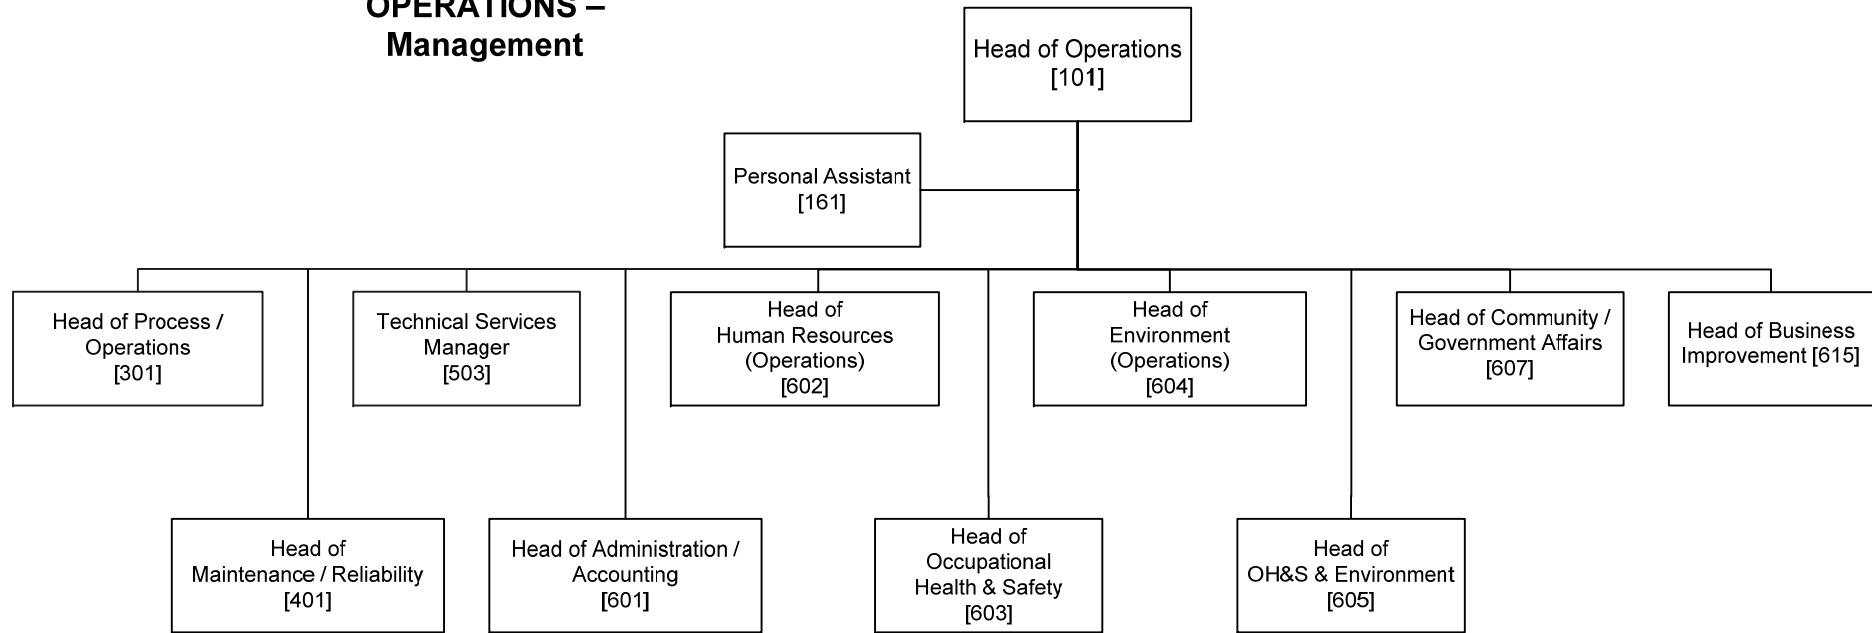 OPERATIONS –
Management
Head of Operations
[101]
Personal Assistant
[161]
Head of Process /
Operations
[301]
Technical Services
Manager
[503]
Head of
Human Resources
(Operations)
[602]
Head of
Environment
(Operations)
[604]
Head of Community /
Government Affairs
[607]
Head of Business
Improvement [615]
Head of
Maintenance / Reliability
[401]
Head of Administration /
Accounting
[601]
Head of
Occupational
Health & Safety
[603]
Head of
OH&S & Environment
[605]